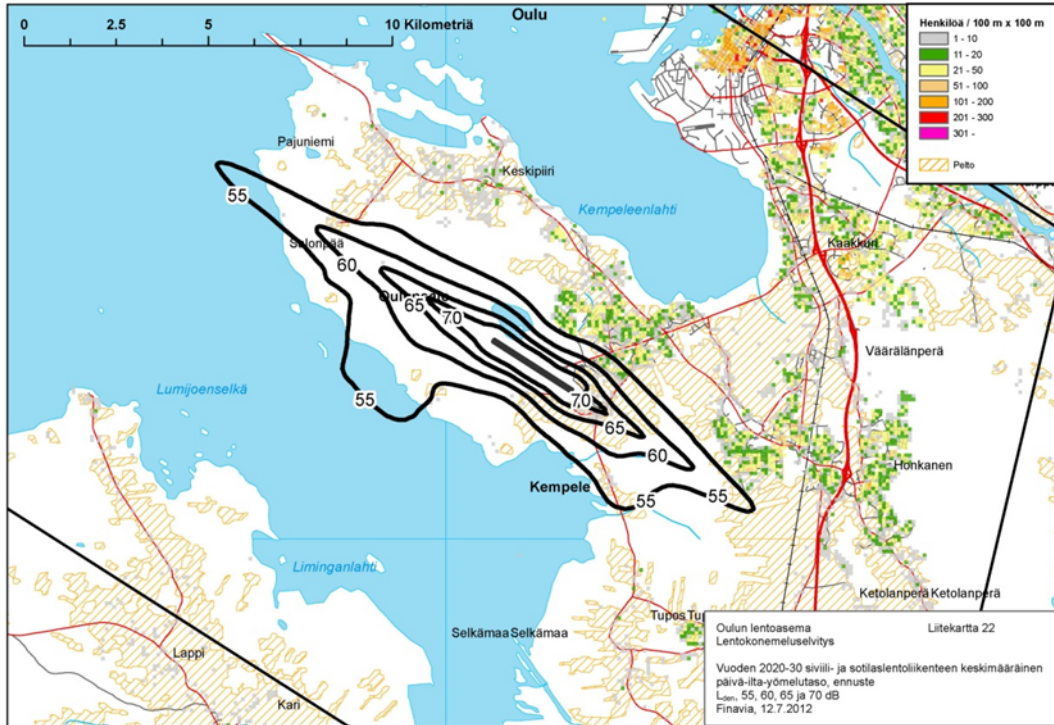 0
2.5
5
10 Kilometriä
Oulu
Henkilöä / 100 m x 100 m
1 - 10
11 - 20
21 - 50
51 - 100
101 - 200
201 - 300
301 -
Pelto
Pajuniemi
Keskipiiri
Kempeleenlahti
55
Salonpää
60
Kaakkuri
65
70
Väärälänperä
Lumijoenselkä
55
70
65
60
Honkanen
Kempele
55
55
Liminganlahti
Ketolanperä Ketolanperä
Tupos
Selkämaa Selkämaa
Lappi
Kari
Oulun lentoasema
Liitekartta 22
Lentokonemeluselvitys
Vuoden 2020-30 siviili- ja sotilaslentoliikenteen keskimääräinen
päivä-ilta-yömelutaso, ennuste
Lden, 55, 60, 65 ja 70 dB
Finavia, 12.7.2012